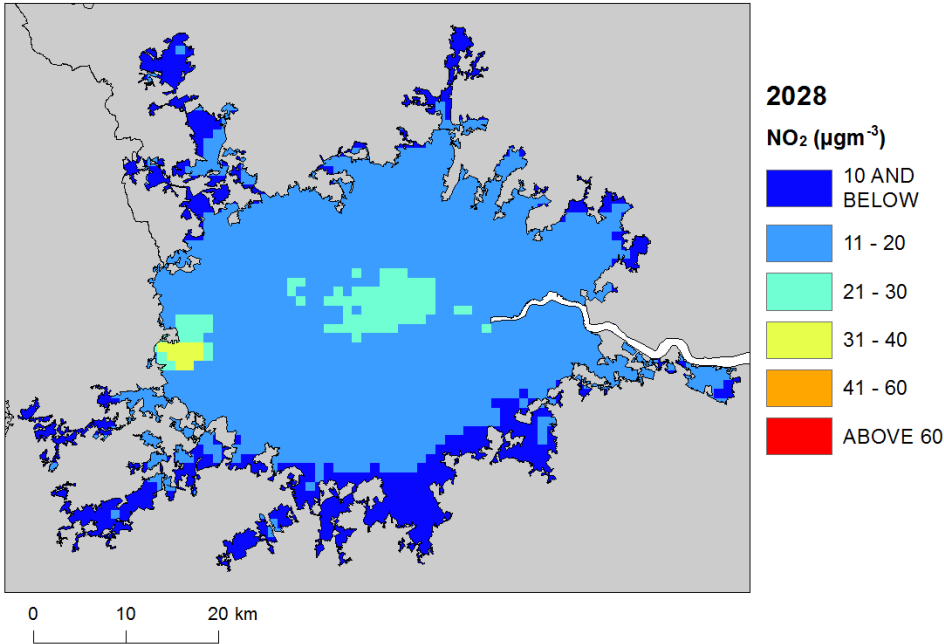 2028
NO₂ (µgm⁻³)
10 AND
BELOW
11 - 20
21 - 30
31 - 40
41 - 60
ABOVE 60
0 10 20 km